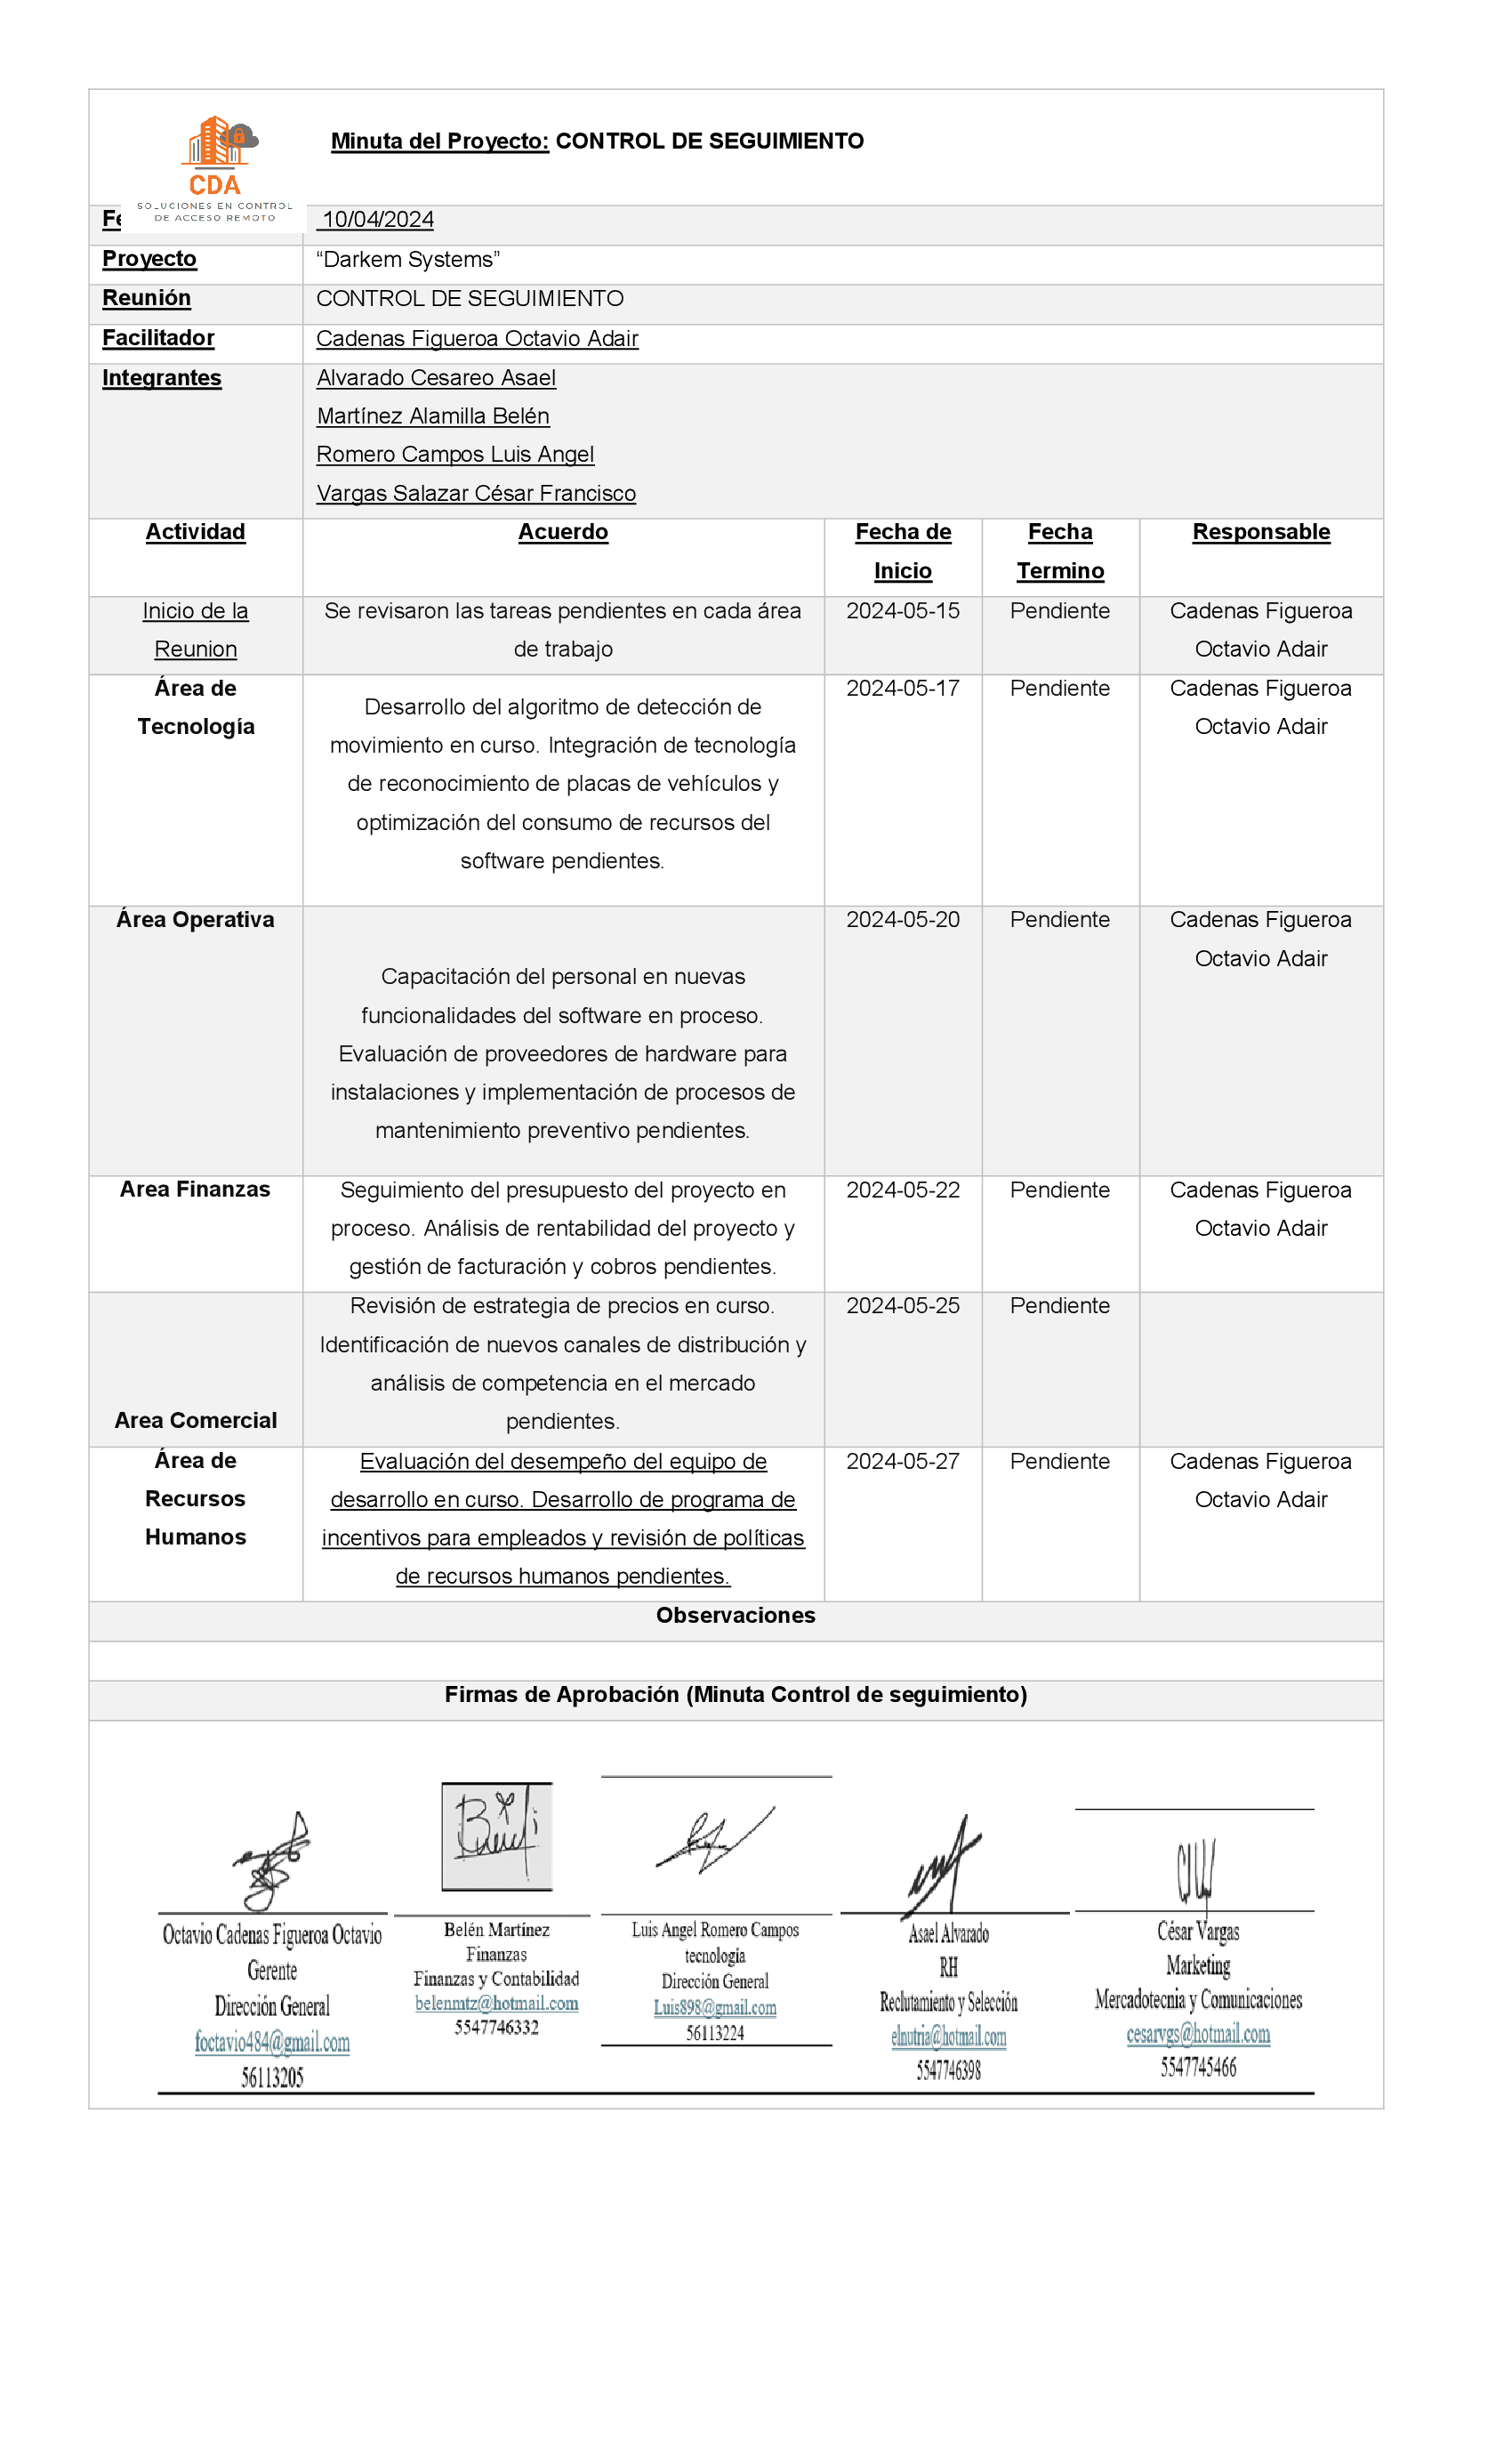 CDA
SOLUCIONES EN CONTROL
DE ACCESO REMOTO
Minuta del Proyecto: CONTROL DE SEGUIMIENTO
10/04/2024
Proyecto “Darkem Systems”
Reunión CONTROL DE SEGUIMIENTO
Facilitador Cadenas Figueroa Octavio Adair
Integrantes Alvarado Cesareo Asael
Martínez Alamilla Belén
Romero Campos Luis Angel
Vargas Salazar César Francisco
Actividad Acuerdo Fecha de Inicio Fecha Termino Responsable
Inicio de la
Reunion
Se revisaron las tareas pendientes en cada área
de trabajo
2024-05-15
Pendiente
Cadenas Figueroa
Octavio Adair
Área de
Tecnología
Desarrollo del algoritmo de detección de
movimiento en curso. Integración de tecnología
de reconocimiento de placas de vehículos y
optimización del consumo de recursos del
software pendientes.
2024-05-17
Pendiente
Cadenas Figueroa
Octavio Adair
Área Operativa
Capacitación del personal en nuevas
funcionalidades del software en proceso.
Evaluación de proveedores de hardware para
instalaciones y implementación de procesos de
mantenimiento preventivo pendientes.
2024-05-20
Pendiente
Cadenas Figueroa
Octavio Adair
Area Finanzas
Seguimiento del presupuesto del proyecto en
proceso. Análisis de rentabilidad del proyecto y
gestión de facturación y cobros pendientes.
2024-05-22
Pendiente
Cadenas Figueroa
Octavio Adair
Area Comercial
Revisión de estrategia de precios en curso.
Identificación de nuevos canales de distribución y
análisis de competencia en el mercado
pendientes.
2024-05-25
Pendiente
Área de
Recursos
Humanos
Evaluación del desempeño del equipo de
desarrollo en curso. Desarrollo de programa de
incentivos para empleados y revisión de políticas
de recursos humanos pendientes.
2024-05-27
Pendiente
Cadenas Figueroa
Octavio Adair
Observaciones
Firmas de Aprobación (Minuta Control de seguimiento)
Octavio Cadenas Figueroa Octavio
Gerente
Dirección General
foctavio484@gmail.com
56113205
Belén Martínez
Finanzas
Finanzas y Contabilidad
belenmtz@hotmail.com
5547746332
Luis Angel Romero Campos
tecnología
Dirección General
Luis898@gmail.com
56113224
Asael Alvarado
RH
Reclutamiento y Selección
elnutria@hotmail.com
5547746398
César Vargas
Marketing
Mercadotecnia y Comunicaciones
cesarvgs@hotmail.com
5547745466